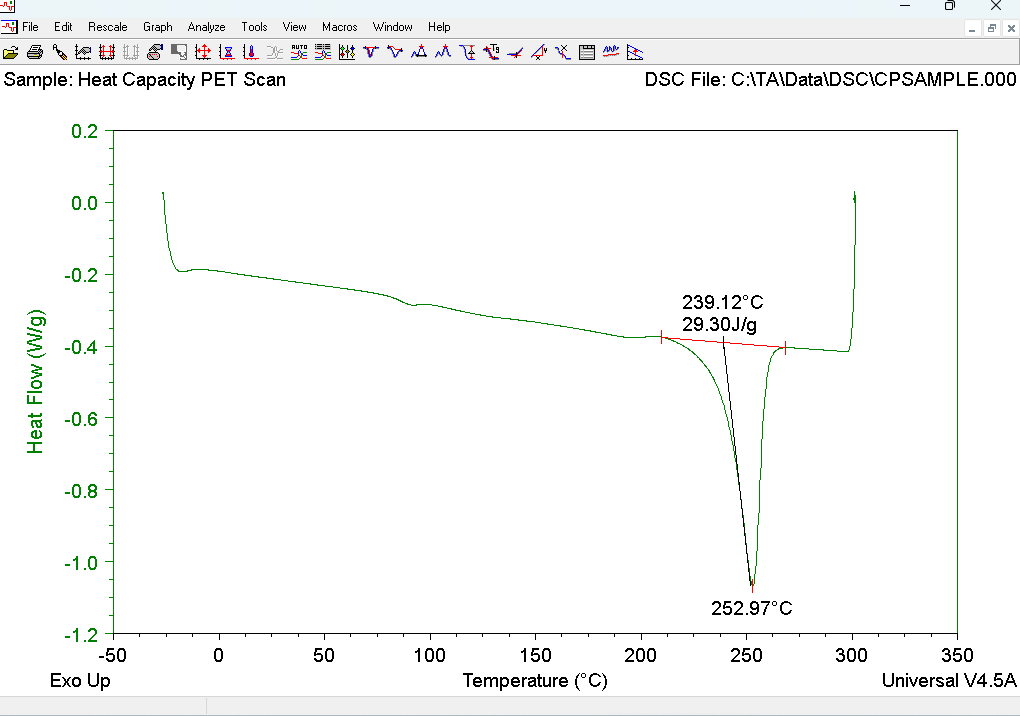 File Edit Rescale Graph Analyze Tools View Macros Window Help
AUTO
Tg
Sample: Heat Capacity PET Scan
DSC File: C:\TA\Data\DSC\CPSAMPLE.000
0.2
0.0
-0.2
-0.4
-0.6
-0.8
-1.0
-1.2
Heat Flow (W/g)
239.12°C
29.30J/g
252.97°C
-50 0 50 100 150 200 250 300 350
Exo Up
Temperature (°C)
Universal V4.5A